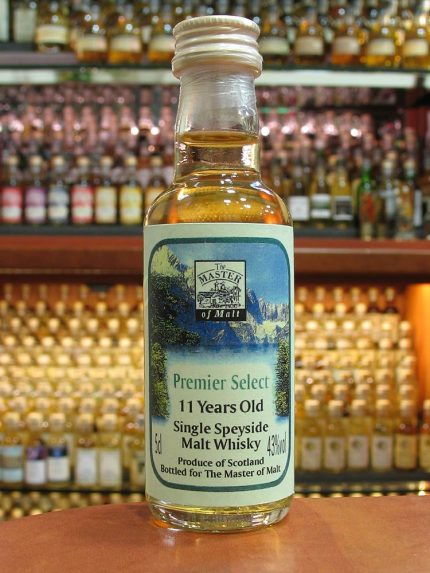 The
MASTER
of Malt
Premier Select
11 Years Old
Single Speyside
5cl Malt Whisky 43%vol
Produce of Scotland
Bottled for The Master of Malt